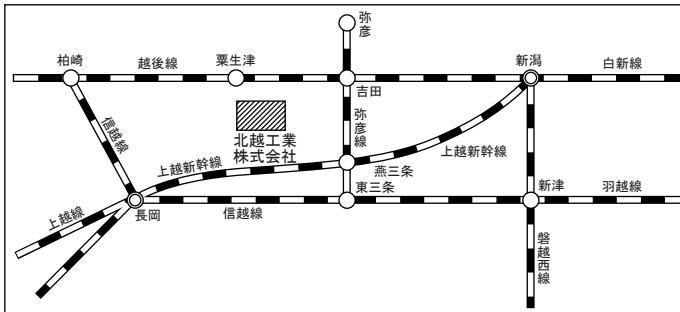 弥彦
柏崎
越後線
粟生津
新潟
白新線
吉田
信越線
弥彦線
北越工業
株式会社
上越新幹線
上越新幹線
燕三条
上越線
長岡
信越線
東三条
新津
羽越線
磐越西線